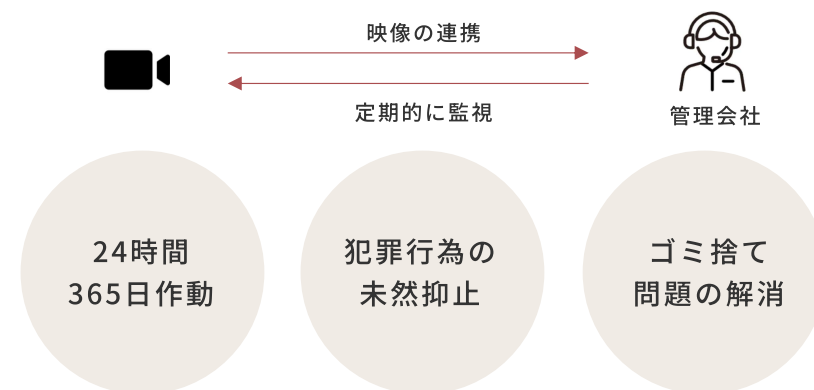 映像の連携
定期的に監視
管理会社
24時間
365日作動
犯罪行為の
未然抑止
ゴミ捨て
問題の解消